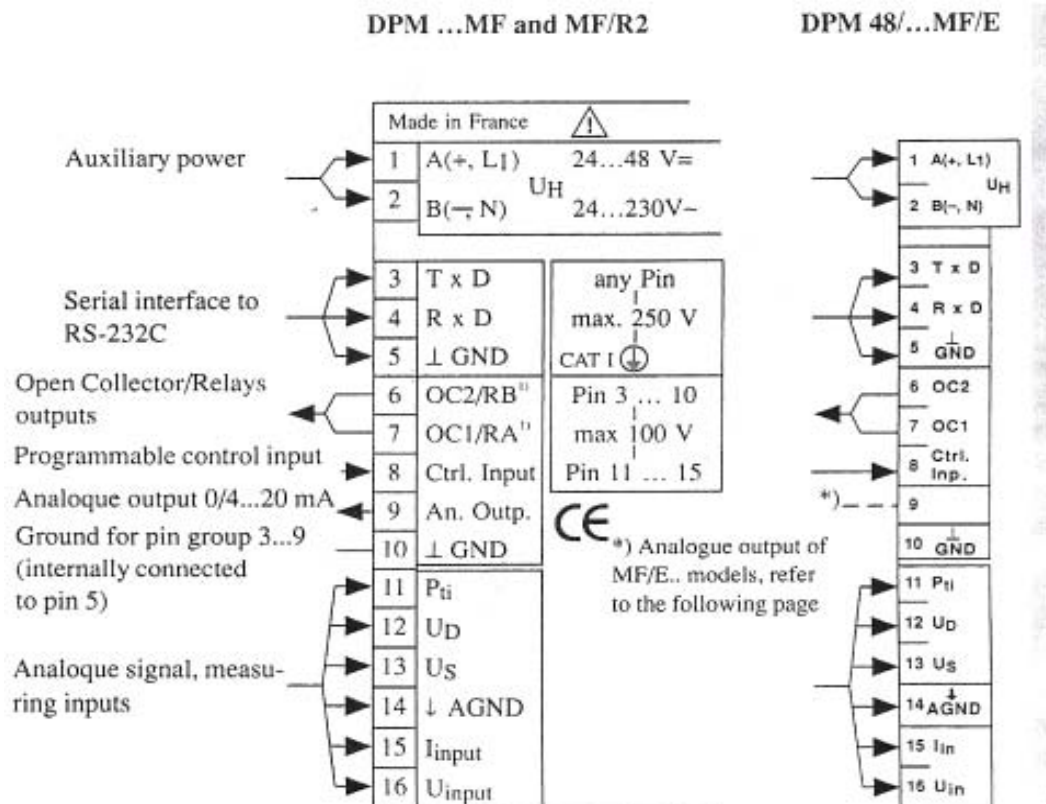 DPM ...MF and MF/R2
DPM 48/...MF/E
Made in France
Auxiliary power
1 A(+, L1) 24...48 V=
UH
2 B(−, N) 24...230V~
Serial interface to
RS-232C
3 T x D
4 R x D
5 ⊥ GND
any Pin
max. 250 V
CAT I
Open Collector/Relays
outputs
6 OC2/RB¹⁾
7 OC1/RA¹⁾
Programmable control input
8 Ctrl. Input
Pin 3 ... 10
max 100 V
Pin 11 ... 15
Analoque output 0/4...20 mA
9 An. Outp.
Ground for pin group 3...9
(internally connected
to pin 5)
10 ⊥ GND
CE
*) Analogue output of
MF/E.. models, refer
to the following page
Analoque signal, measu-
ring inputs
11 Pti
12 UD
13 US
14 ↓ AGND
15 Iinput
16 Uinput
1 A(+, L1)
UH
2 B(−, N)
3 T x D
4 R x D
5 ⊥ GND
6 OC2
7 OC1
8 Ctrl.
Inp.
*)
9
10 ⊥ GND
11 Pti
12 UD
13 US
14 ↓ AGND
15 Iin
16 Uin